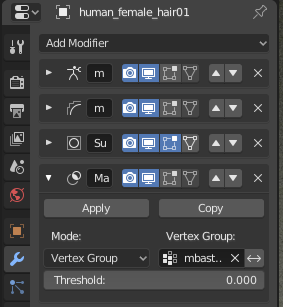 human_female_hair01
Add Modifier
m
m
Su
Ma
Apply Copy
Mode: Vertex Group:
Vertex Group mbast..
Threshold: 0.000